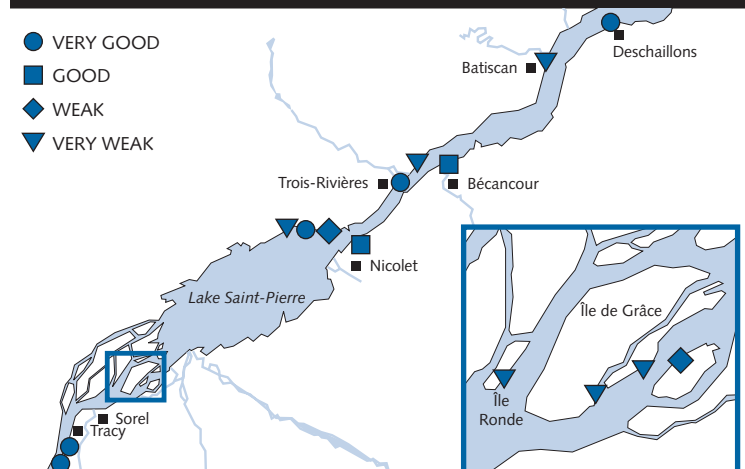 VERY GOOD
GOOD
WEAK
VERY WEAK
Deschaillons
Batiscan
Trois-Rivières
Bécancour
Nicolet
Lake Saint-Pierre
Île de Grâce
Île
Ronde
Sorel
Tracy